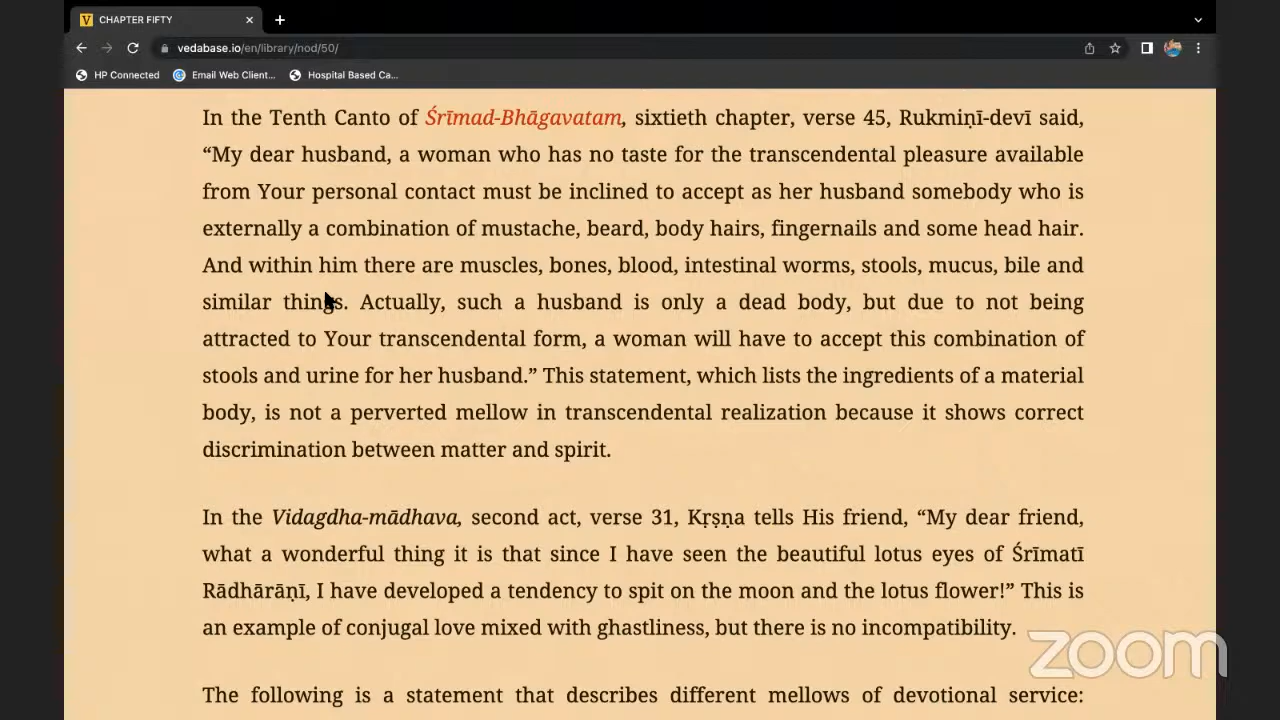 V CHAPTER FIFTY
vedabase.io/en/library/nod/50/
HP Connected Email Web Client... Hospital Based Ca...
In the Tenth Canto of Śrīmad-Bhāgavatam, sixtieth chapter, verse 45, Rukmiṇī-devī said,
“My dear husband, a woman who has no taste for the transcendental pleasure available
from Your personal contact must be inclined to accept as her husband somebody who is
externally a combination of mustache, beard, body hairs, fingernails and some head hair.
And within him there are muscles, bones, blood, intestinal worms, stools, mucus, bile and
similar things. Actually, such a husband is only a dead body, but due to not being
attracted to Your transcendental form, a woman will have to accept this combination of
stools and urine for her husband.” This statement, which lists the ingredients of a material
body, is not a perverted mellow in transcendental realization because it shows correct
discrimination between matter and spirit.
In the Vidagdha-mādhava, second act, verse 31, Kṛṣṇa tells His friend, “My dear friend,
what a wonderful thing it is that since I have seen the beautiful lotus eyes of Śrīmatī
Rādhārāṇī, I have developed a tendency to spit on the moon and the lotus flower!” This is
an example of conjugal love mixed with ghastliness, but there is no incompatibility.
zoom
The following is a statement that describes different mellows of devotional service: